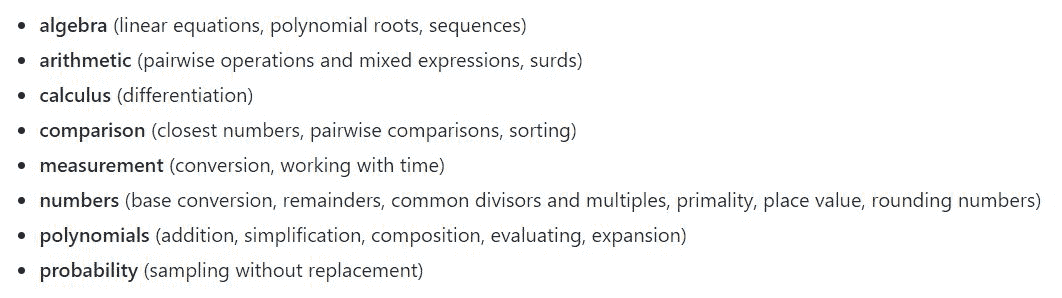 • algebra (linear equations, polynomial roots, sequences)
• arithmetic (pairwise operations and mixed expressions, surds)
• calculus (differentiation)
• comparison (closest numbers, pairwise comparisons, sorting)
• measurement (conversion, working with time)
• numbers (base conversion, remainders, common divisors and multiples, primality, place value, rounding numbers)
• polynomials (addition, simplification, composition, evaluating, expansion)
• probability (sampling without replacement)